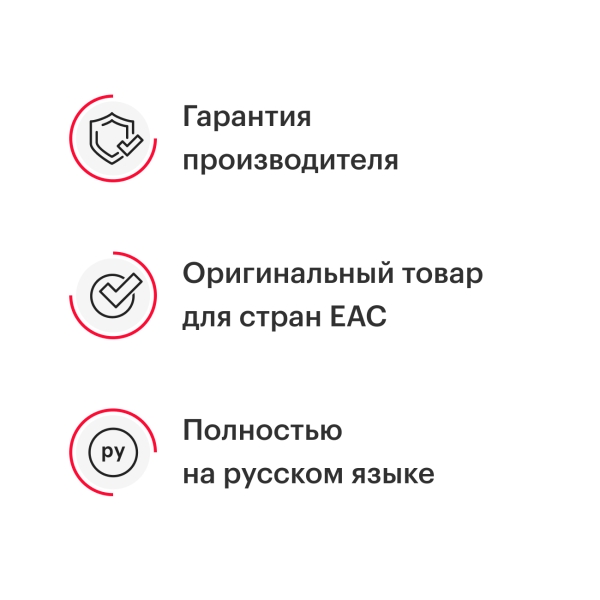 Гарантия
производителя
Оригинальный товар
для стран ЕАС
ру
Полностью
на русском языке